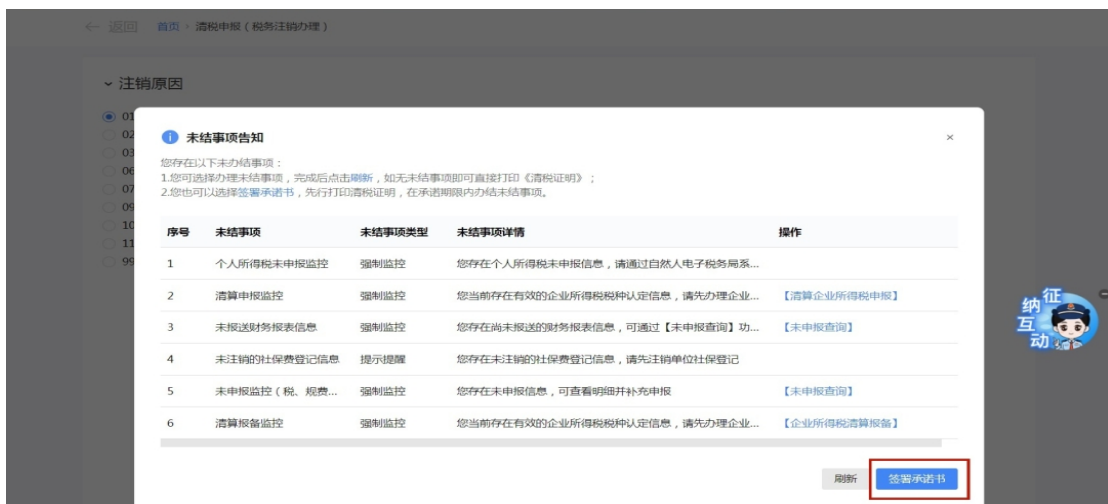 ← 返回 首页 › 清税申报（税务注销办理）
注销原因
01
02
03
06
07
09
10
11
99
未结事项告知
您存在以下未办结事项：
1.您可选择办理未结事项，完成后点击刷新，如无未结事项即可直接打印《清税证明》；
2.您也可以选择签署承诺书，先行打印清税证明，在承诺期限内办结未结事项。
序号 未结事项 未结事项类型 未结事项详情 操作
1 个人所得税未申报监控 强制监控 您存在个人所得税未申报信息，请通过自然人电子税务局系...
2 清算申报监控 强制监控 您当前存在有效的企业所得税税种认定信息，请先办理企业... 【清算企业所得税申报】
3 未报送财务报表信息 强制监控 您存在尚未报送的财务报表信息，可通过【未申报查询】功... 【未申报查询】
4 未注销的社保费登记信息 提示提醒 您存在未注销的社保费登记信息，请先注销单位社保登记
5 未申报监控（税、规费... 强制监控 您存在未申报信息，可查看明细并补充申报 【未申报查询】
6 清算报备监控 强制监控 您当前存在有效的企业所得税税种认定信息，请先办理企业... 【企业所得税清算报备】
刷新 签署承诺书
征纳互动